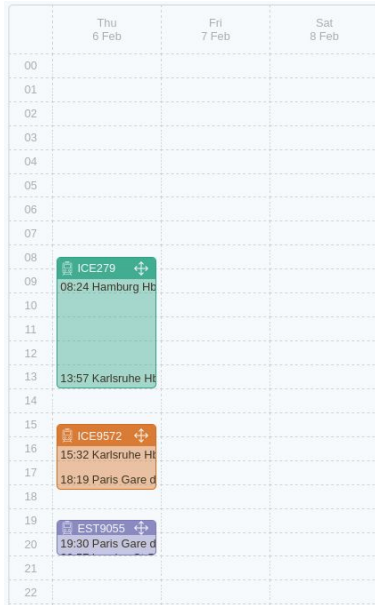 Thu Fri Sat
6 Feb 7 Feb 8 Feb
00
01
02
03
04
05
06
07
08
ICE279
09
08:24 Hamburg Hb
10
11
12
13
13:57 Karlsruhe Hb
14
15
ICE9572
16
15:32 Karlsruhe Hb
17
18:19 Paris Gare d
18
19
EST9055
20
19:30 Paris Gare d
21
22